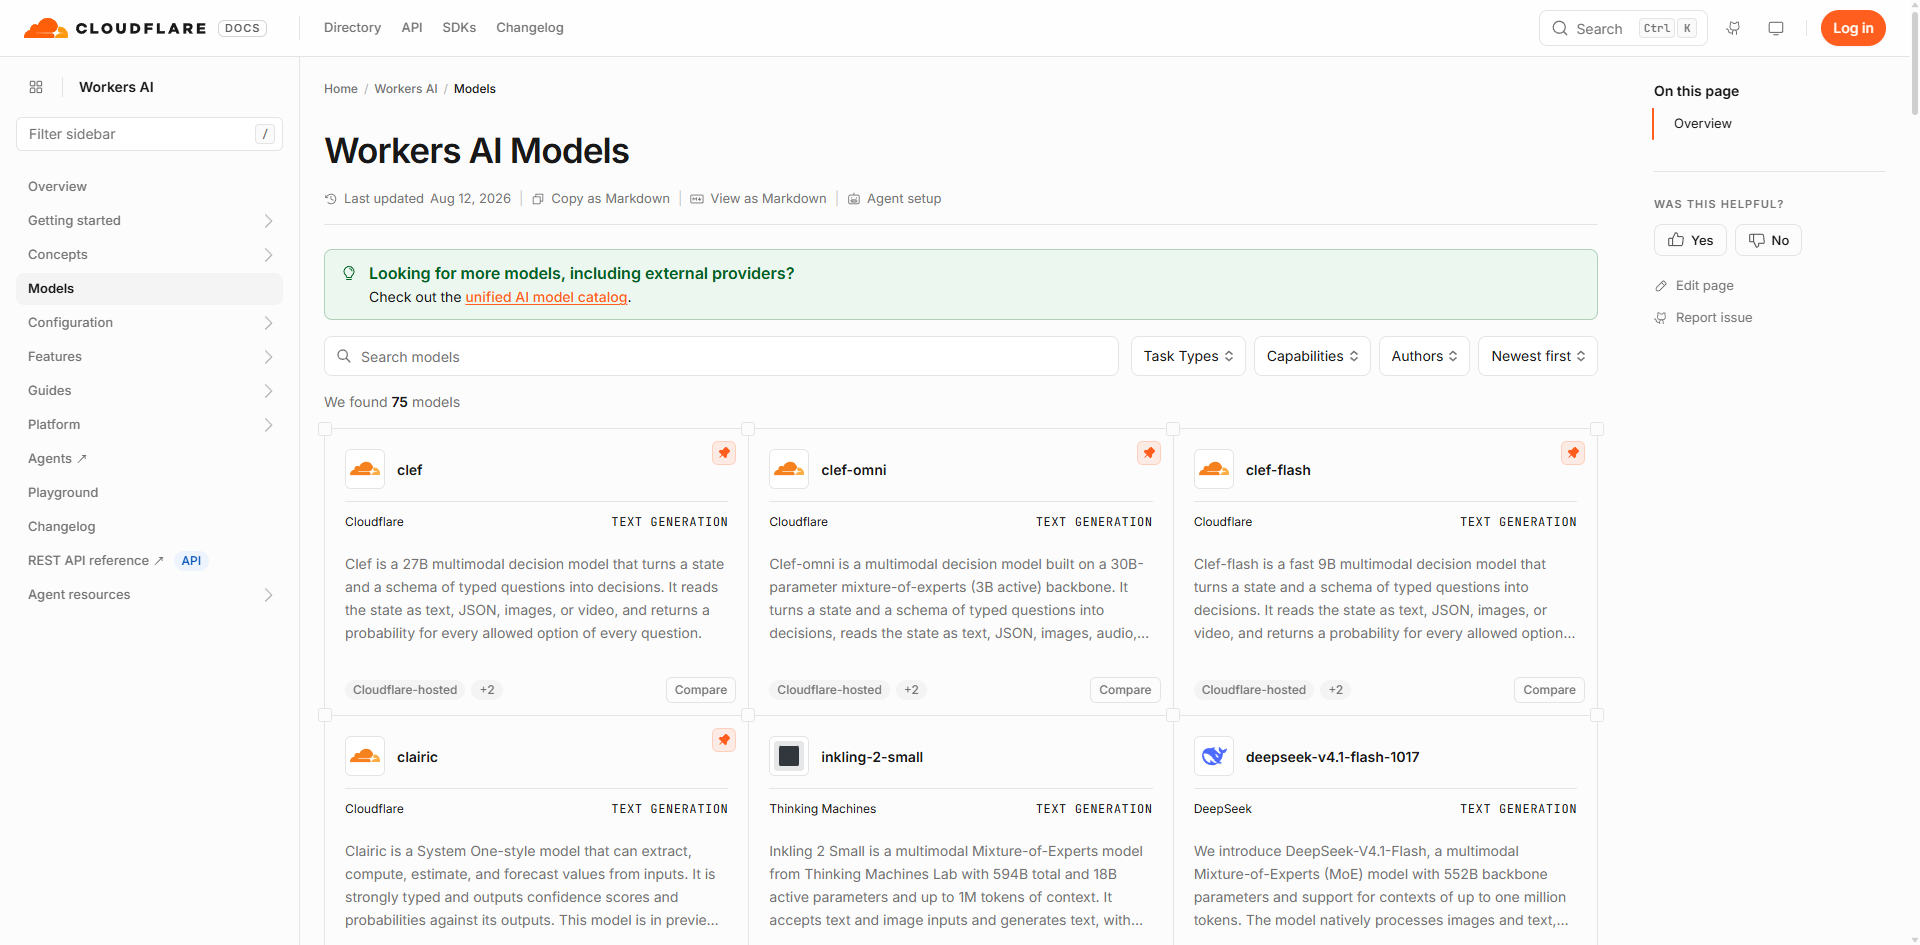 CLOUDFLARE DOCS
Directory API SDKs Changelog
Search Ctrl K
Log in
Workers AI
Filter sidebar /
Overview
Getting started
Concepts
Models
Configuration
Features
Guides
Platform
Agents ↗
Playground
Changelog
REST API reference ↗ API
Agent resources
Home / Workers AI / Models
Workers AI Models
Last updated Aug 12, 2026 | Copy as Markdown | View as Markdown | Agent setup
Looking for more models, including external providers?
Check out the unified AI model catalog.
Search models
Task Types Capabilities Authors Newest first
We found 75 models
clef
Cloudflare TEXT GENERATION
Clef is a 27B multimodal decision model that turns a state
and a schema of typed questions into decisions. It reads
the state as text, JSON, images, or video, and returns a
probability for every allowed option of every question.
Cloudflare-hosted +2 Compare
clef-omni
Cloudflare TEXT GENERATION
Clef-omni is a multimodal decision model built on a 30B-
parameter mixture-of-experts (3B active) backbone. It
turns a state and a schema of typed questions into
decisions, reads the state as text, JSON, images, audio,...
Cloudflare-hosted +2 Compare
clef-flash
Cloudflare TEXT GENERATION
Clef-flash is a fast 9B multimodal decision model that
turns a state and a schema of typed questions into
decisions. It reads the state as text, JSON, images, or
video, and returns a probability for every allowed option...
Cloudflare-hosted +2 Compare
clairic
Cloudflare TEXT GENERATION
Clairic is a System One-style model that can extract,
compute, estimate, and forecast values from inputs. It is
strongly typed and outputs confidence scores and
probabilities against its outputs. This model is in previe...
inkling-2-small
Thinking Machines TEXT GENERATION
Inkling 2 Small is a multimodal Mixture-of-Experts model
from Thinking Machines Lab with 594B total and 18B
active parameters and up to 1M tokens of context. It
accepts text and image inputs and generates text, with...
deepseek-v4.1-flash-1017
DeepSeek TEXT GENERATION
We introduce DeepSeek-V4.1-Flash, a multimodal
Mixture-of-Experts (MoE) model with 552B backbone
parameters and support for contexts of up to one million
tokens. The model natively processes images and text,...
On this page
Overview
WAS THIS HELPFUL?
Yes No
Edit page
Report issue